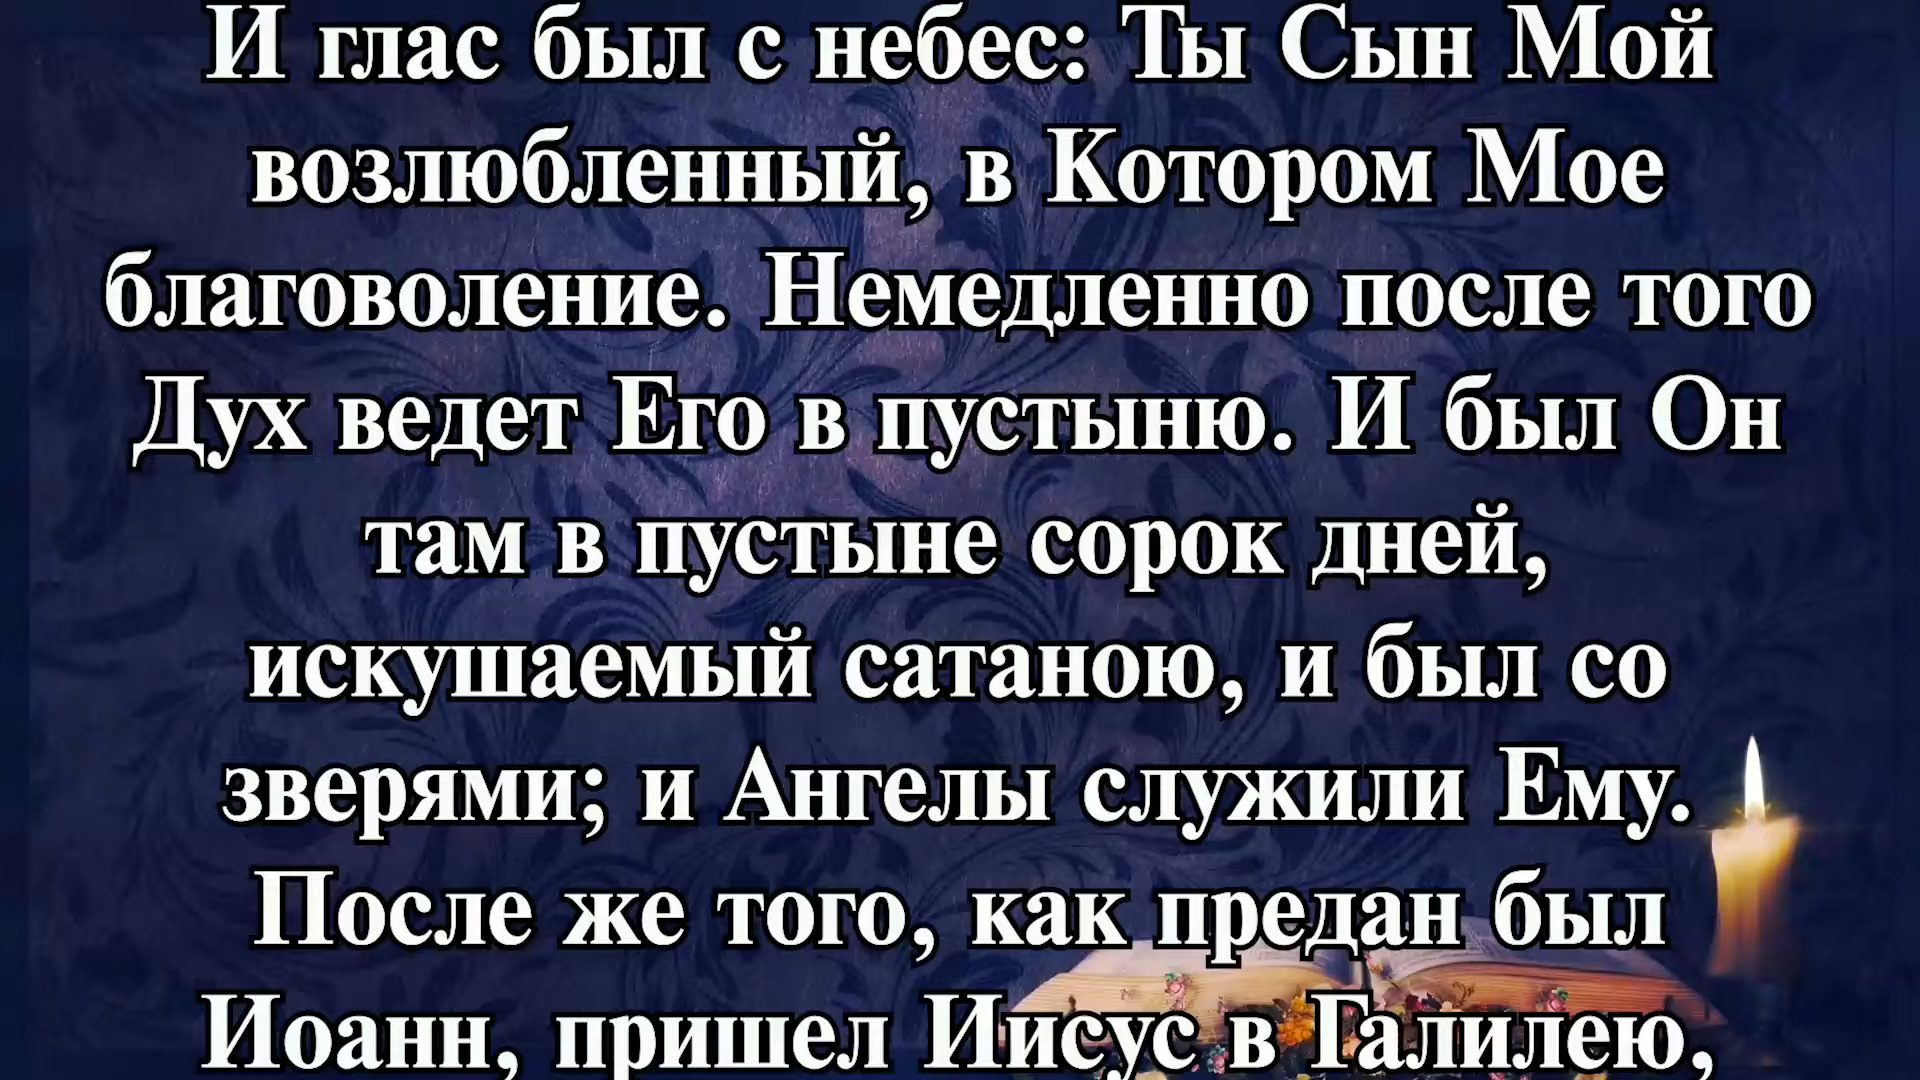 И глас был с небес: Ты Сын Мой
возлюбленный, в Котором Мое
благоволение. Немедленно после того
Дух ведет Его в пустыню. И был Он
там в пустыне сорок дней,
искушаемый сатаною, и был со
зверями; и Ангелы служили Ему.
После же того, как предан был
Иоанн, пришел Иисус в Галилею,